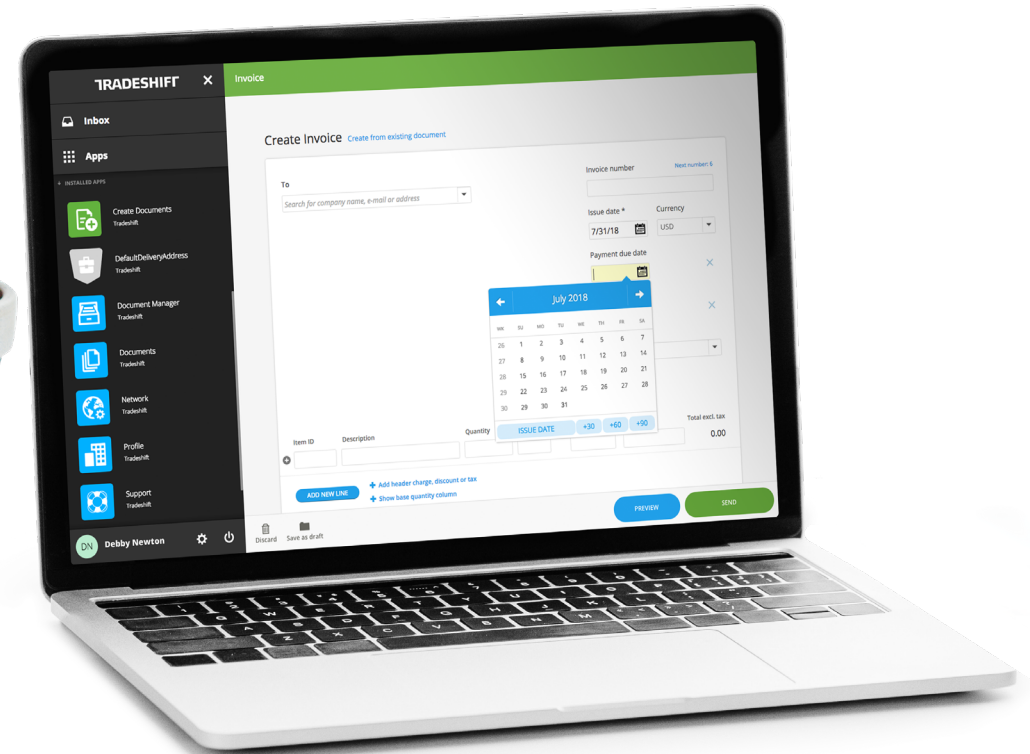 TRADESHIFT
Inbox
Apps
+ INSTALLED APPS
Create Documents
Tradeshift
DefaultDeliveryAddress
Tradeshift
Document Manager
Tradeshift
Documents
Tradeshift
Network
Tradeshift
Profile
Tradeshift
Support
Tradeshift
DN Debby Newton
Invoice
Create Invoice Create from existing document
To
Search for company name, e-mail or address
Invoice number Next number: 6
Issue date * Currency
7/31/18 USD
Payment due date
July 2018
WK SU MO TU WE TH FR SA
26 1 2 3 4 5 6 7
27 8 9 10 11 12 13 14
28 15 16 17 18 19 20 21
29 22 23 24 25 26 27 28
30 29 30 31
ISSUE DATE +30 +60 +90
Item ID Description Quantity Total excl. tax
0.00
ADD NEW LINE
+ Add header charge, discount or tax
+ Show base quantity column
Discard Save as draft PREVIEW SEND